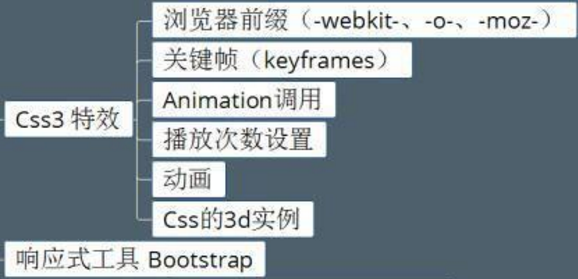 浏览器前缀（-webkit-、-o-、-moz-）
关键帧（keyframes）
Animation调用
Css3 特效
播放次数设置
动画
Css的3d实例
响应式工具 Bootstrap